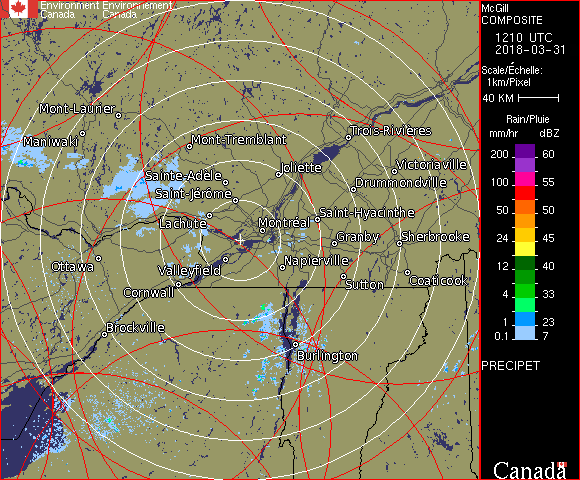 Environment Environnement
Canada Canada
McGill
COMPOSITE
1210 UTC
2018-03-31
Scale/Échelle:
1km/Pixel
40 KM
Rain/Pluie
mm/hr dBZ
200 60
100 55
50 50
24 45
12 40
4 33
1 23
0.1 7
PRECIPET
Canada
Mont-Laurier
Maniwaki
Mont-Tremblant
Trois-Rivières
Sainte-Adèle
Joliette
Victoriaville
Saint-Jérôme
Drummondville
Lachute
Montréal
Saint-Hyacinthe
Granby
Sherbrooke
Ottawa
Valleyfield
Napierville
Cornwall
Sutton
Coaticook
Brockville
Burlington